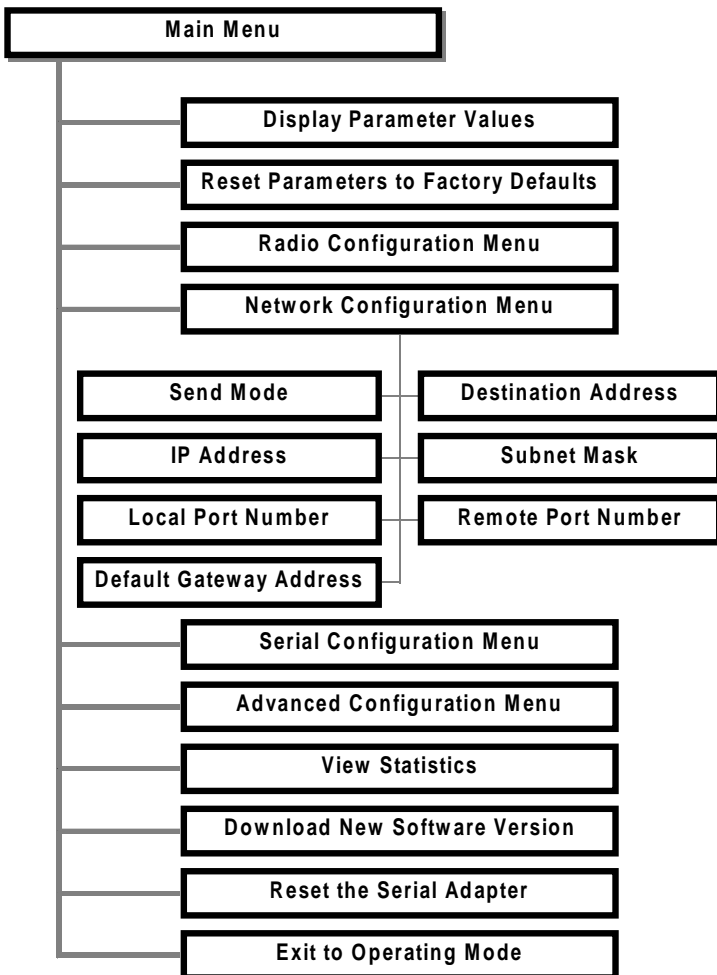 Main Menu
Display Parameter Values
Reset Parameters to Factory Defaults
Radio Configuration Menu
Network Configuration Menu
Send Mode
Destination Address
IP Address
Subnet Mask
Local Port Number
Remote Port Number
Default Gateway Address
Serial Configuration Menu
Advanced Configuration Menu
View Statistics
Download New Software Version
Reset the Serial Adapter
Exit to Operating Mode